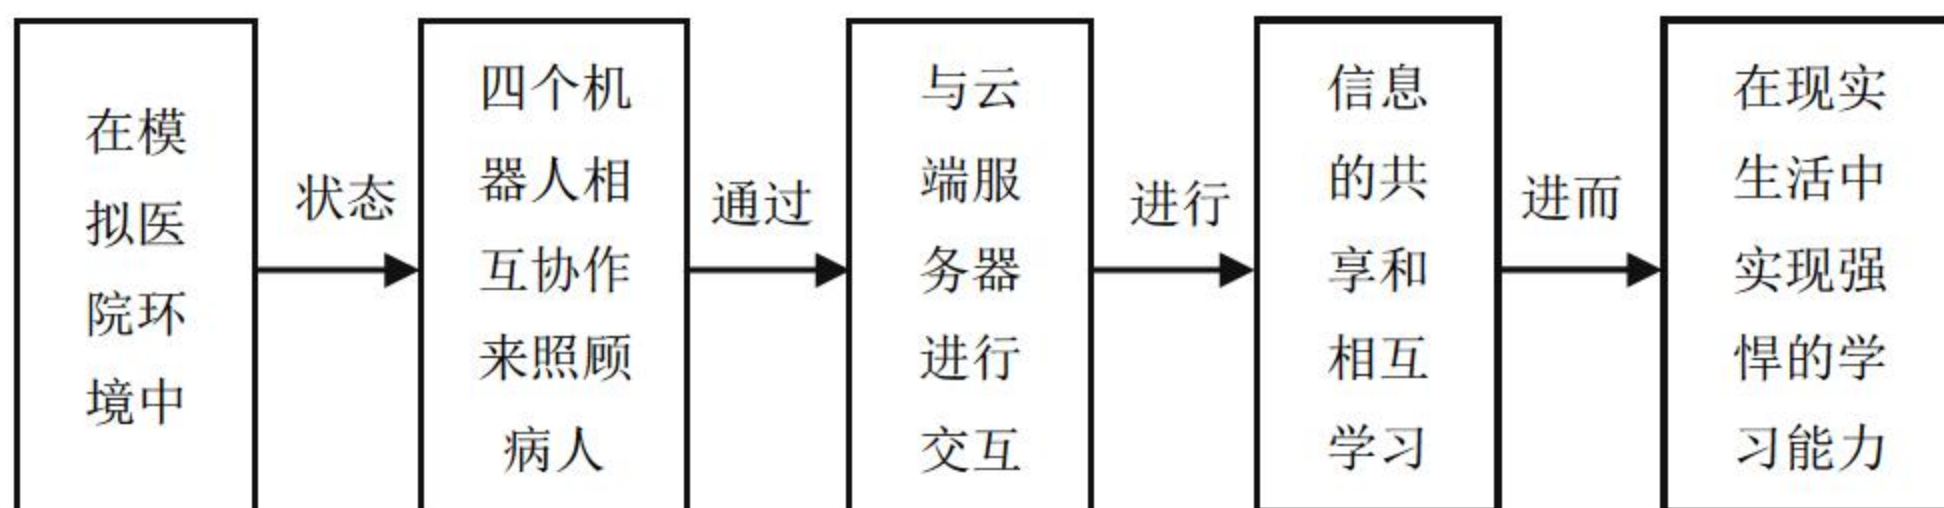 在模
拟医
院环
境中
状态
四个机
器人相
互协作
来照顾
病人
通过
与云
端服
务器
进行
交互
进行
信息
的共
享和
相互
学习
进而
在现实
生活中
实现强
悍的学
习能力